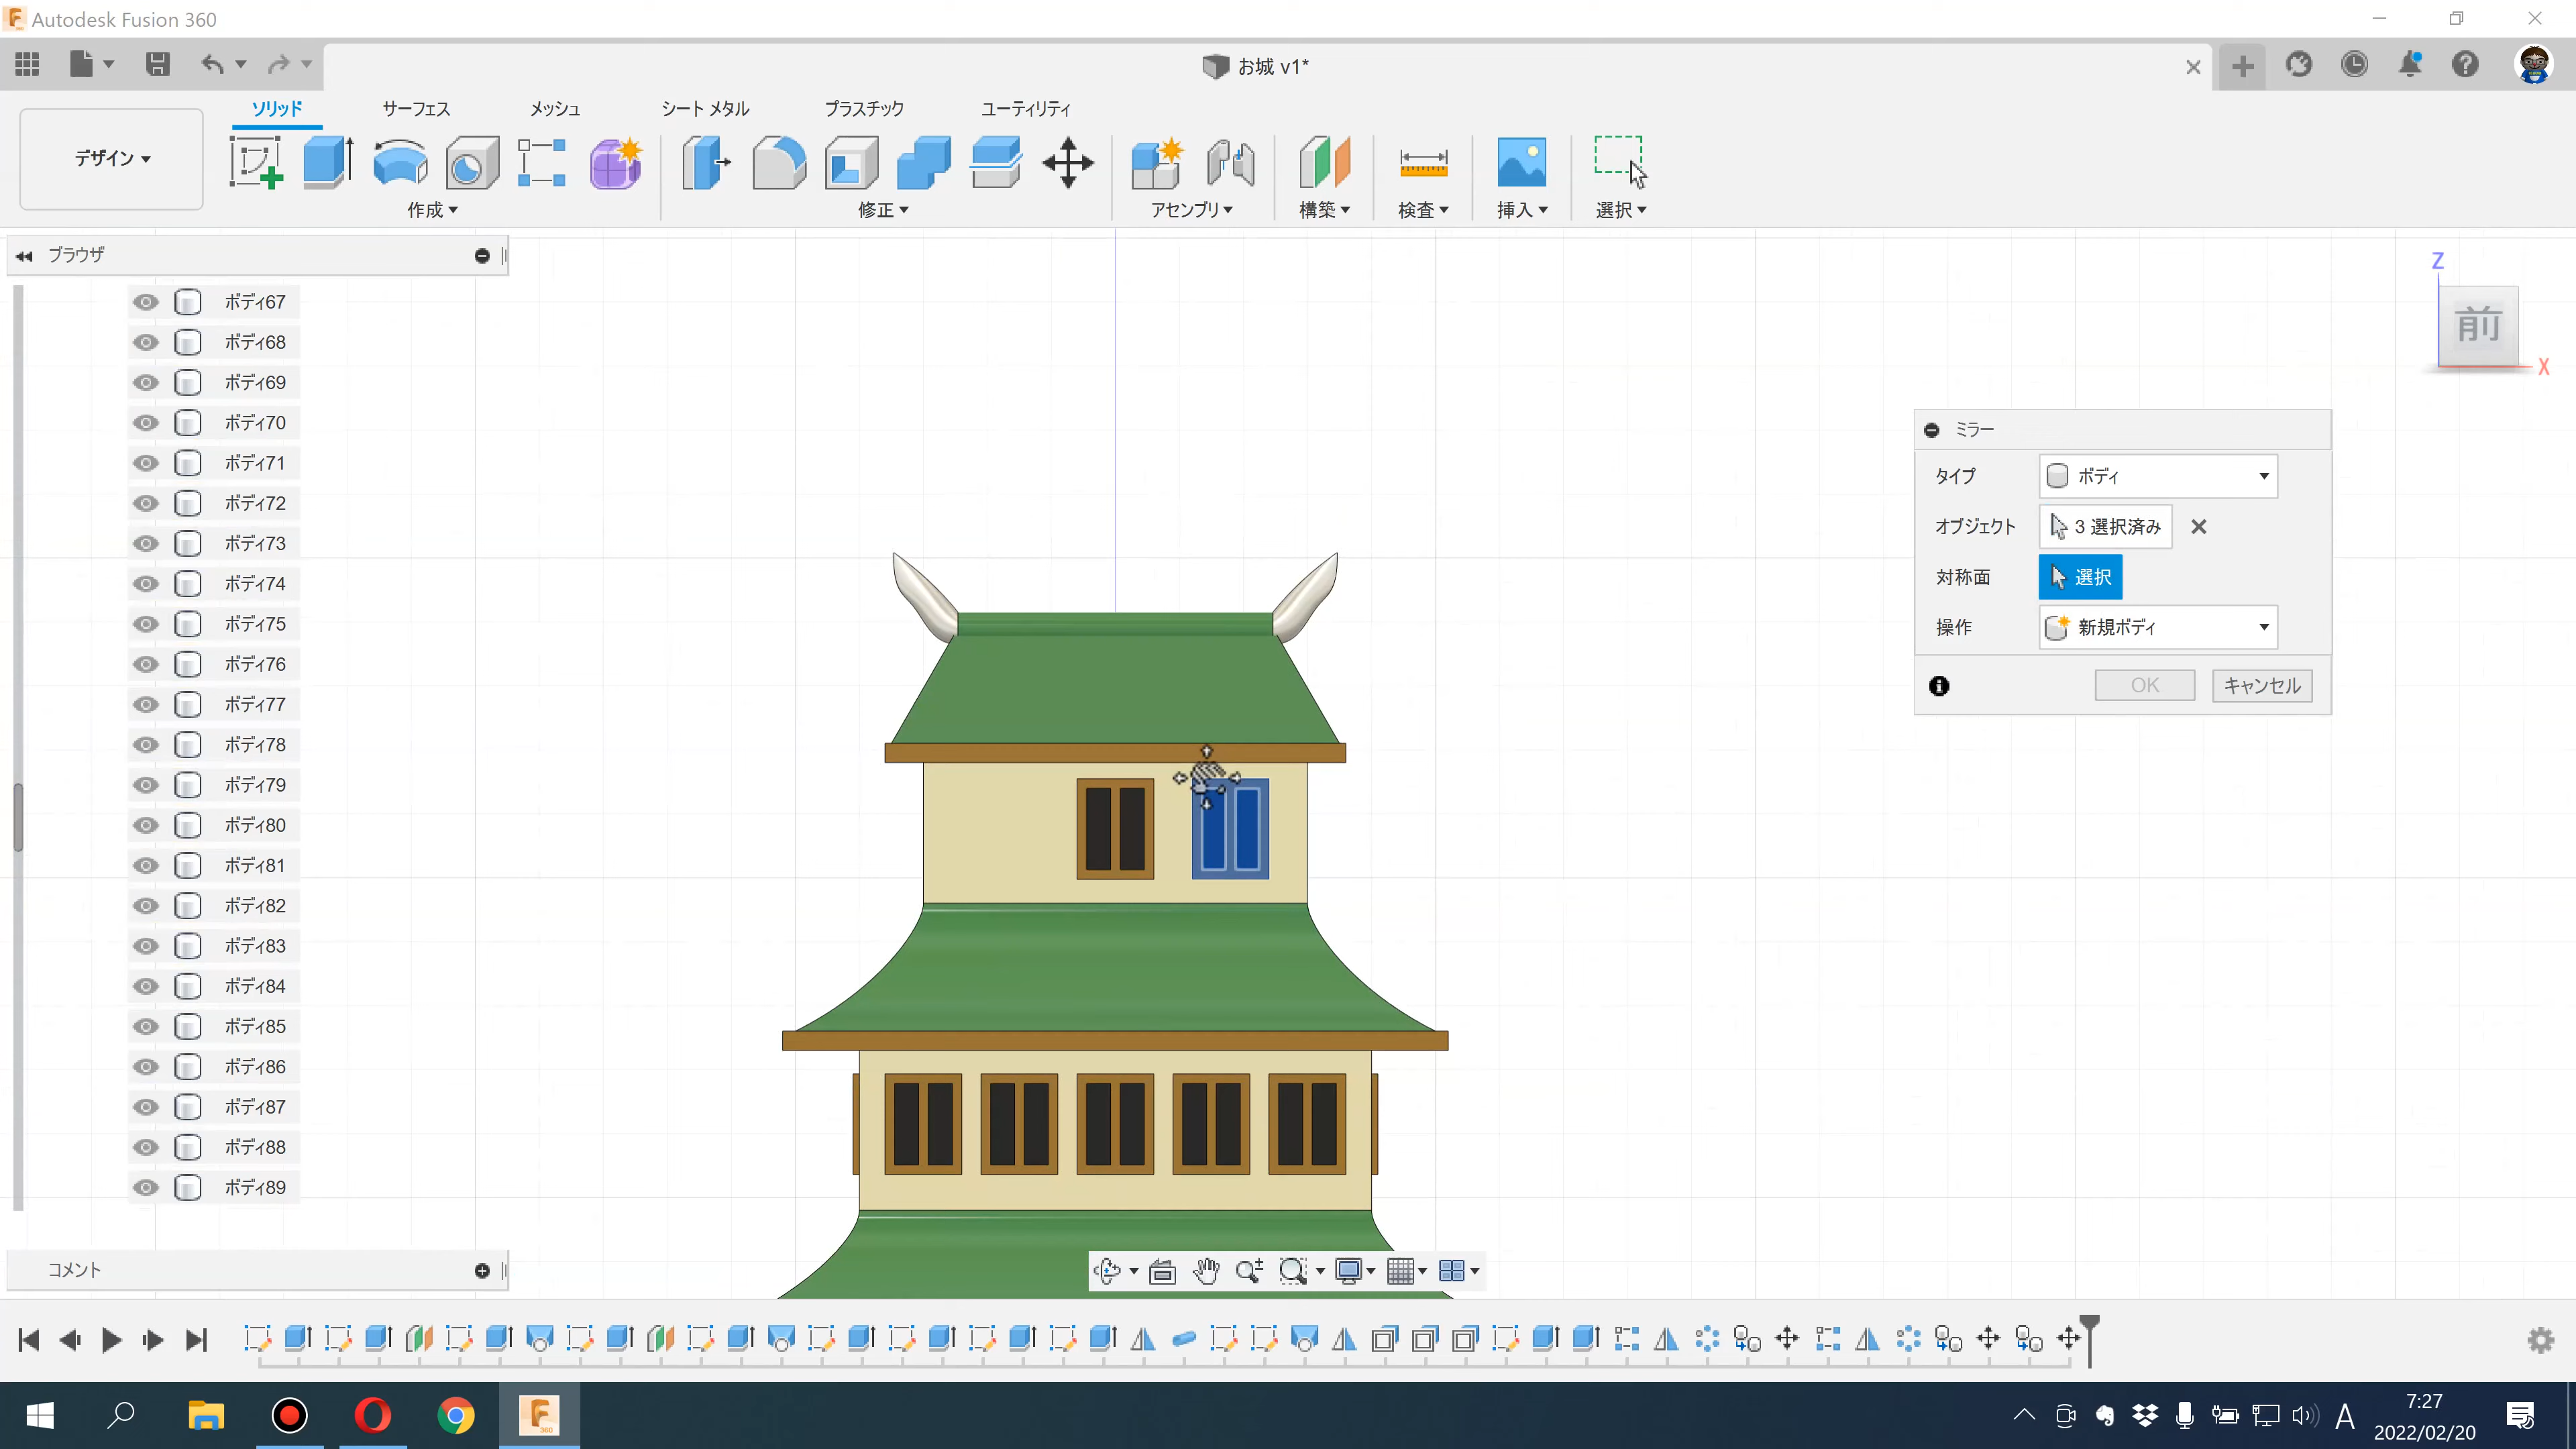 Autodesk Fusion 360
お城 v1*
ソリッド サーフェス メッシュ シート メタル プラスチック ユーティリティ
デザイン▾
作成▾ 修正▾ アセンブリ▾ 構築▾ 検査▾ 挿入▾ 選択▾
ブラウザ
ボディ67
ボディ68
ボディ69
ボディ70
ボディ71
ボディ72
ボディ73
ボディ74
ボディ75
ボディ76
ボディ77
ボディ78
ボディ79
ボディ80
ボディ81
ボディ82
ボディ83
ボディ84
ボディ85
ボディ86
ボディ87
ボディ88
ボディ89
Z
前
X
ミラー
タイプ ボディ
オブジェクト 3 選択済み
対称面 選択
操作 新規ボディ
OK キャンセル
コメント
360
A
7:27
2022/02/20